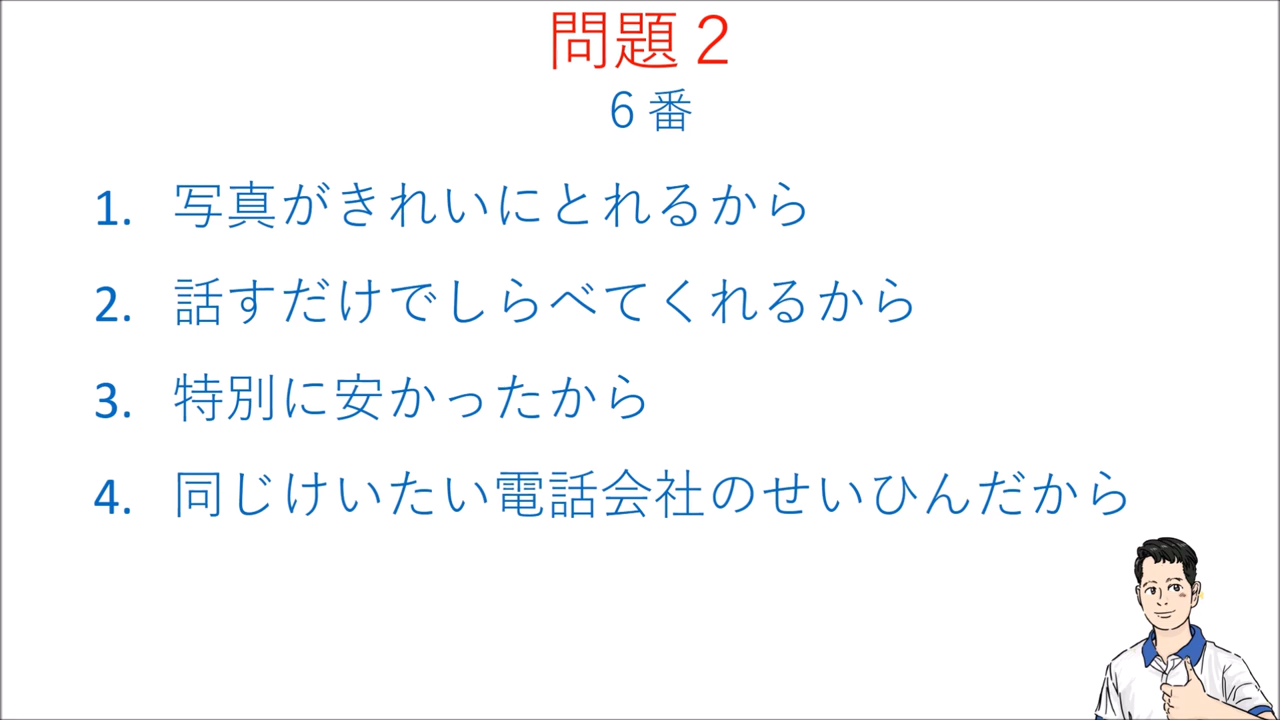 問題２
６番
1. 写真がきれいにとれるから
2. 話すだけでしらべてくれるから
3. 特別に安かったから
4. 同じけいたい電話会社のせいひんだから